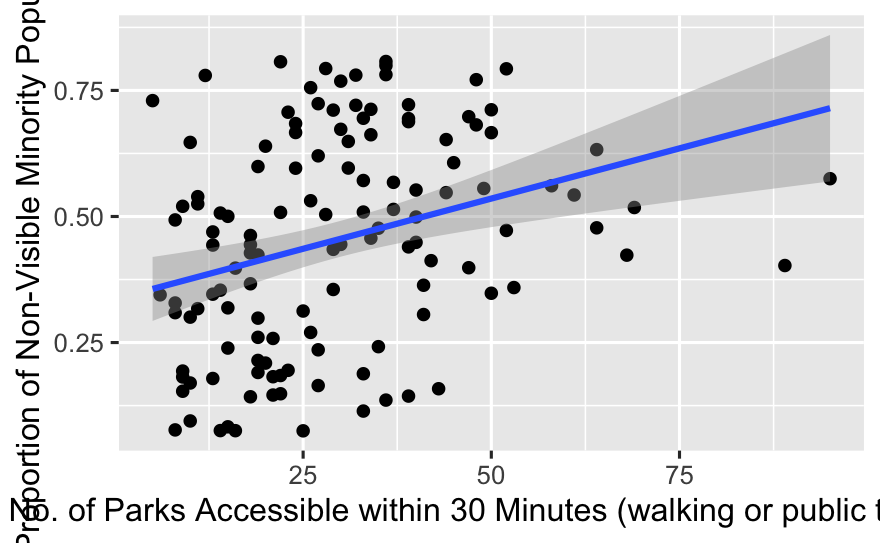 Proportion of Non-Visible Minority Popu
0.75
0.50
0.25
25 50 75
No. of Parks Accessible within 30 Minutes (walking or public t